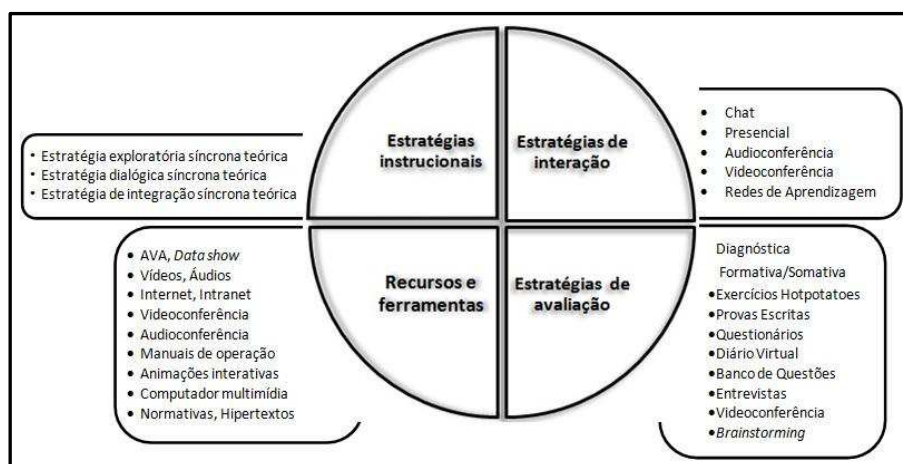 Estratégias
instrucionais
• Estratégia exploratória síncrona teórica
• Estratégia dialógica síncrona teórica
• Estratégia de integração síncrona teórica
Estratégias de
interação
• Chat
• Presencial
• Audioconferência
• Videoconferência
• Redes de Aprendizagem
Recursos e
ferramentas
• AVA, Data show
• Vídeos, Áudios
• Internet, Intranet
• Videoconferência
• Audioconferência
• Manuais de operação
• Animações interativas
• Computador multimídia
• Normativas, Hipertextos
Estratégias de
avaliação
Diagnóstica
Formativa/Somativa
•Exercícios Hotpotatoes
•Provas Escritas
•Questionários
•Diário Virtual
•Banco de Questões
•Entrevistas
•Videoconferência
•Brainstorming